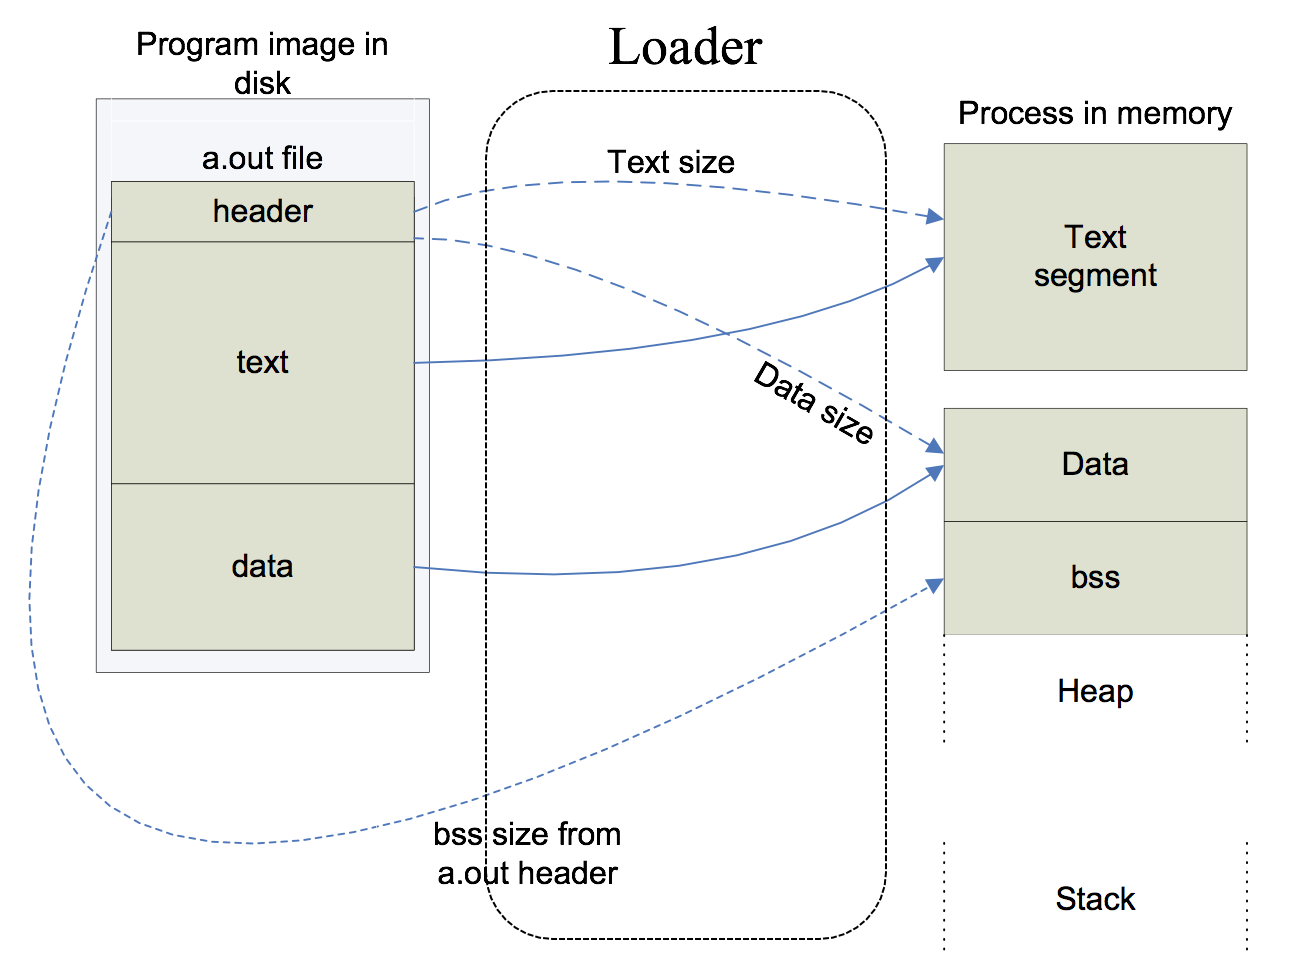 Program image in
disk
Loader
Process in memory
a.out file
header
text
data
Text size
Data size
bss size from
a.out header
Text
segment
Data
bss
Heap
Stack